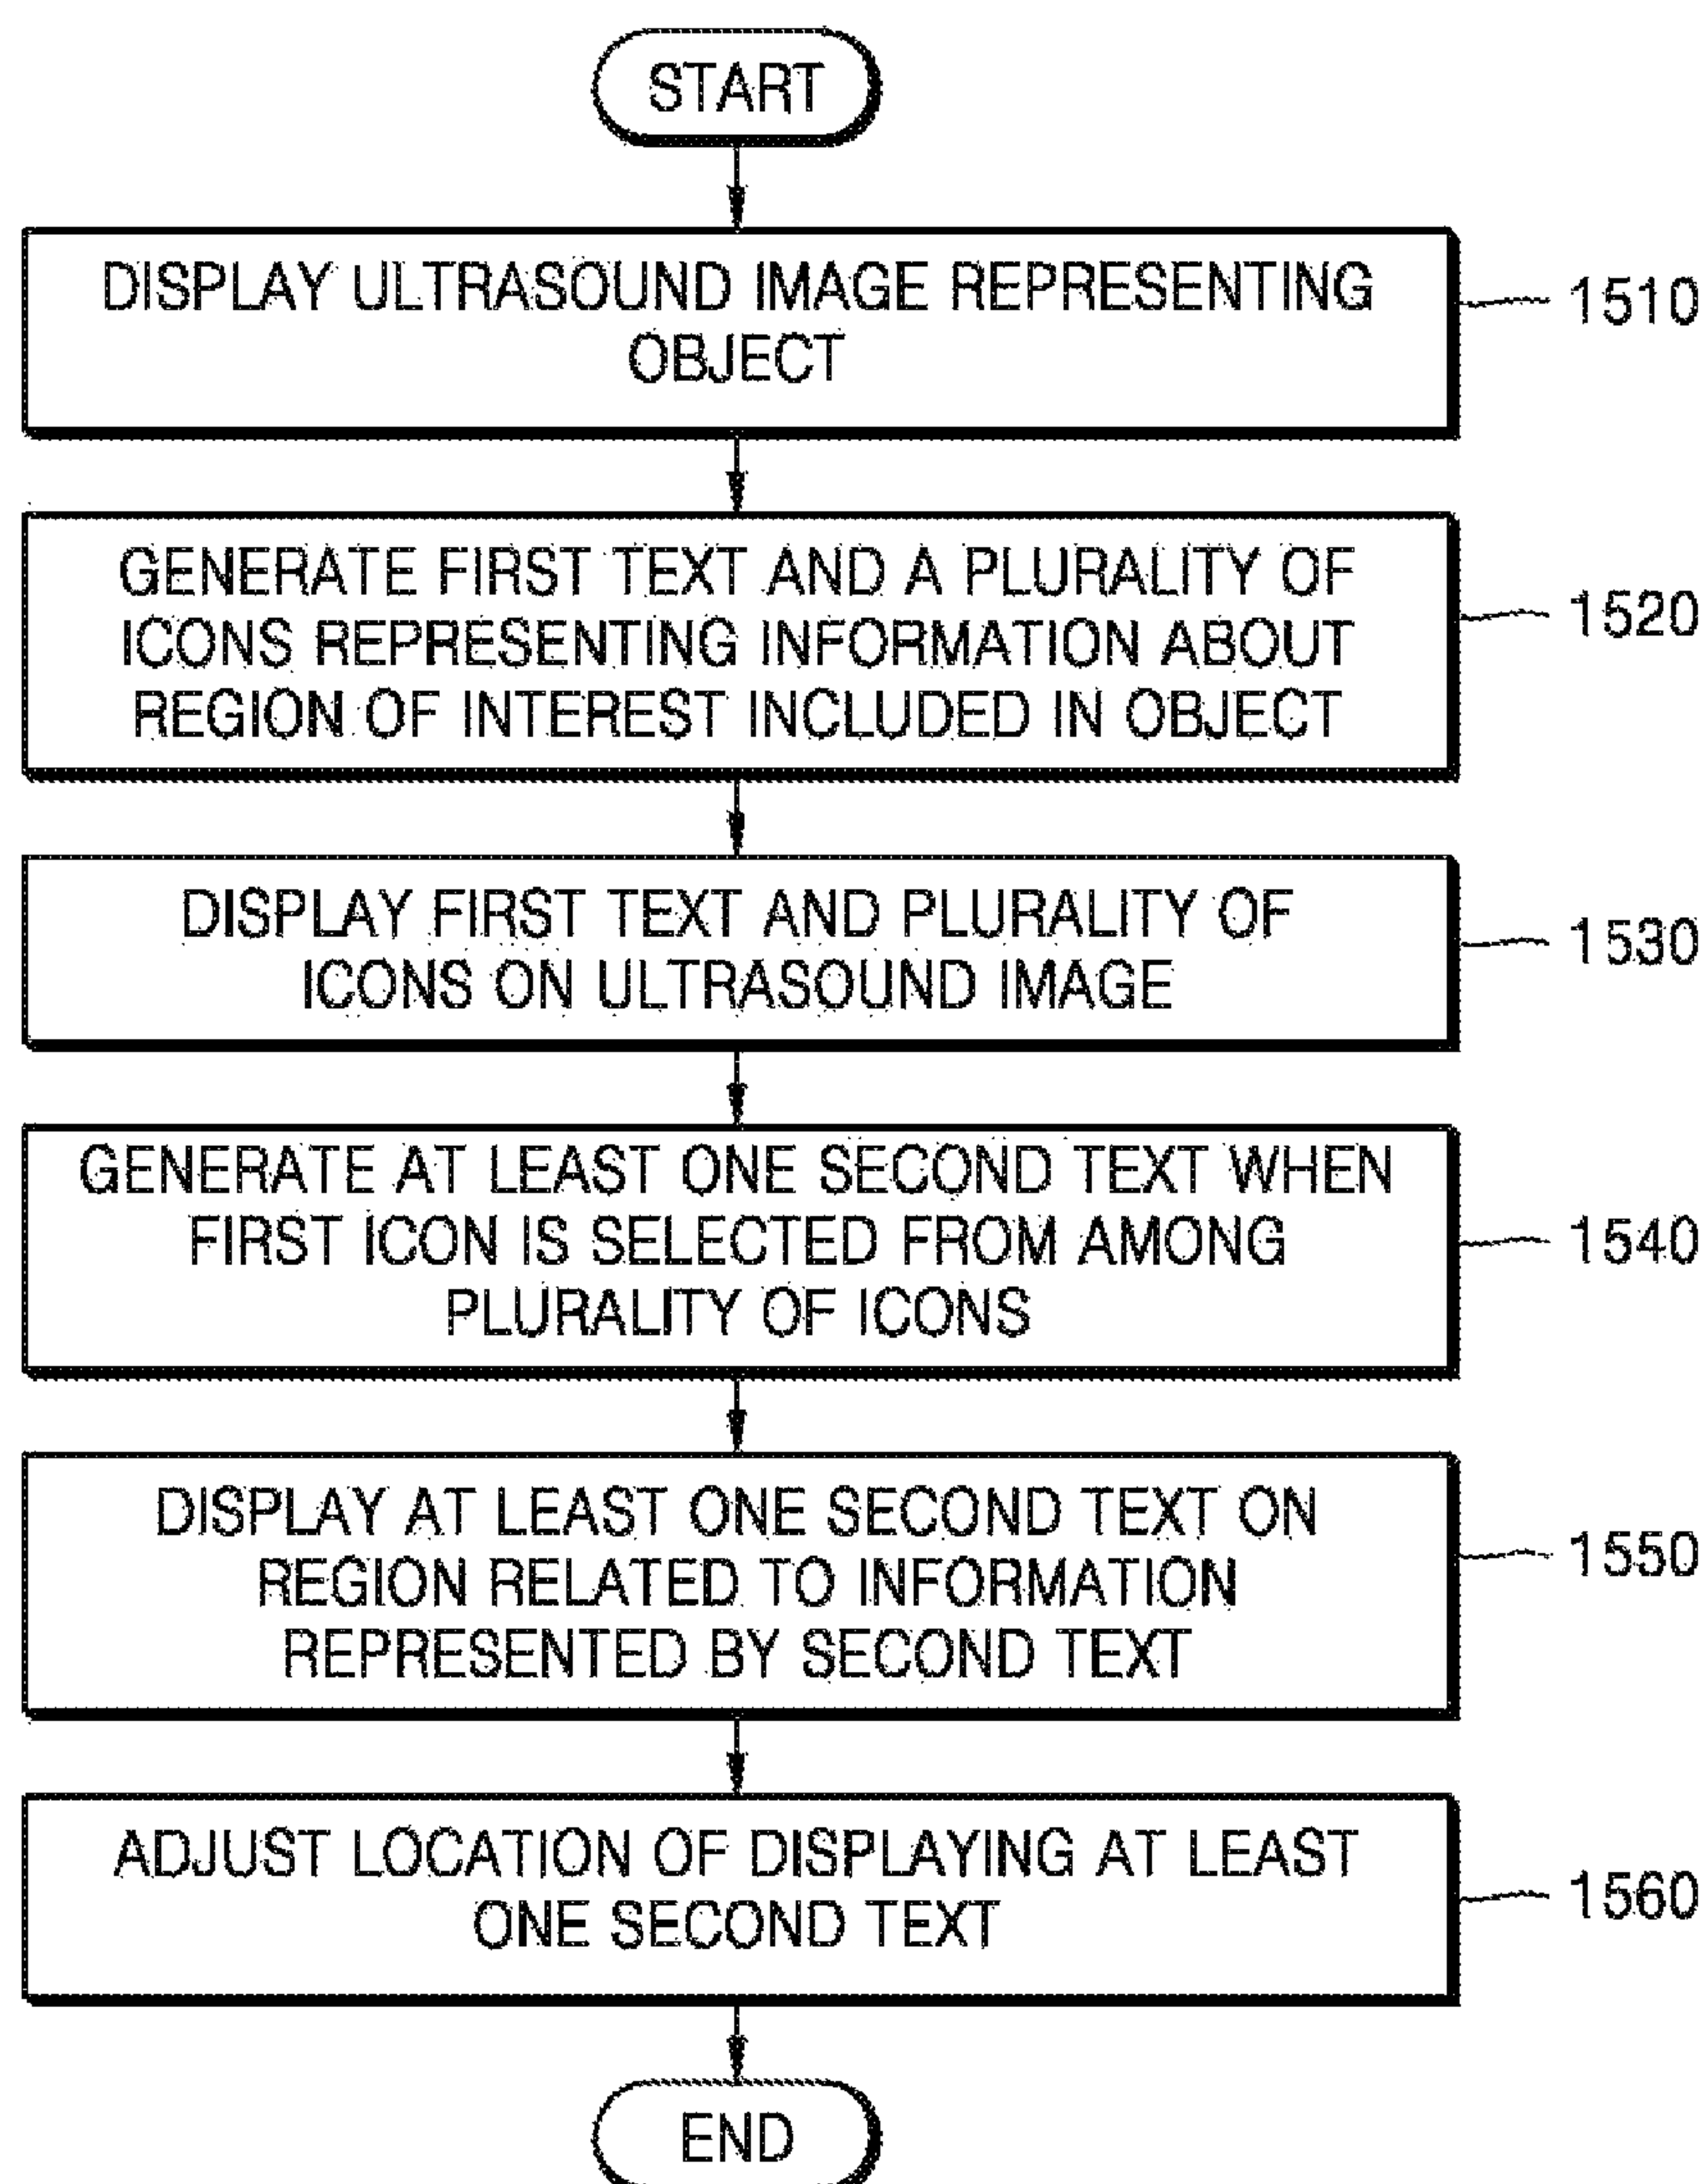 START
DISPLAY ULTRASOUND IMAGE REPRESENTING
OBJECT
1510
GENERATE FIRST TEXT AND A PLURALITY OF
ICONS REPRESENTING INFORMATION ABOUT
REGION OF INTEREST INCLUDED IN OBJECT
1520
DISPLAY FIRST TEXT AND PLURALITY OF
ICONS ON ULTRASOUND IMAGE
1530
GENERATE AT LEAST ONE SECOND TEXT WHEN
FIRST ICON IS SELECTED FROM AMONG
PLURALITY OF ICONS
1540
DISPLAY AT LEAST ONE SECOND TEXT ON
REGION RELATED TO INFORMATION
REPRESENTED BY SECOND TEXT
1550
ADJUST LOCATION OF DISPLAYING AT LEAST
ONE SECOND TEXT
1560
END